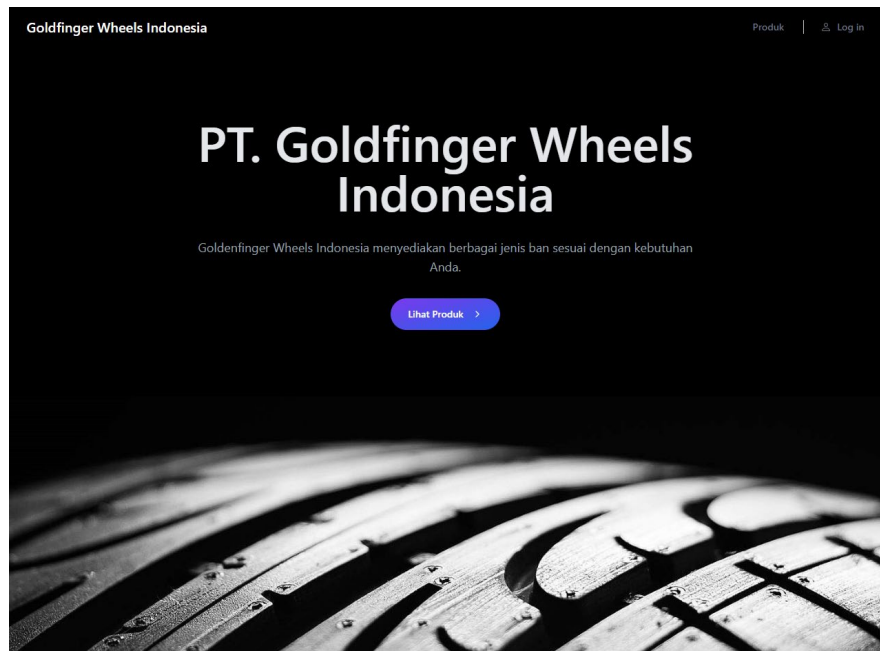 Goldfinger Wheels Indonesia
Produk
Log in
PT. Goldfinger Wheels
Indonesia
Goldenfinger Wheels Indonesia menyediakan berbagai jenis ban sesuai dengan kebutuhan
Anda.
Lihat Produk